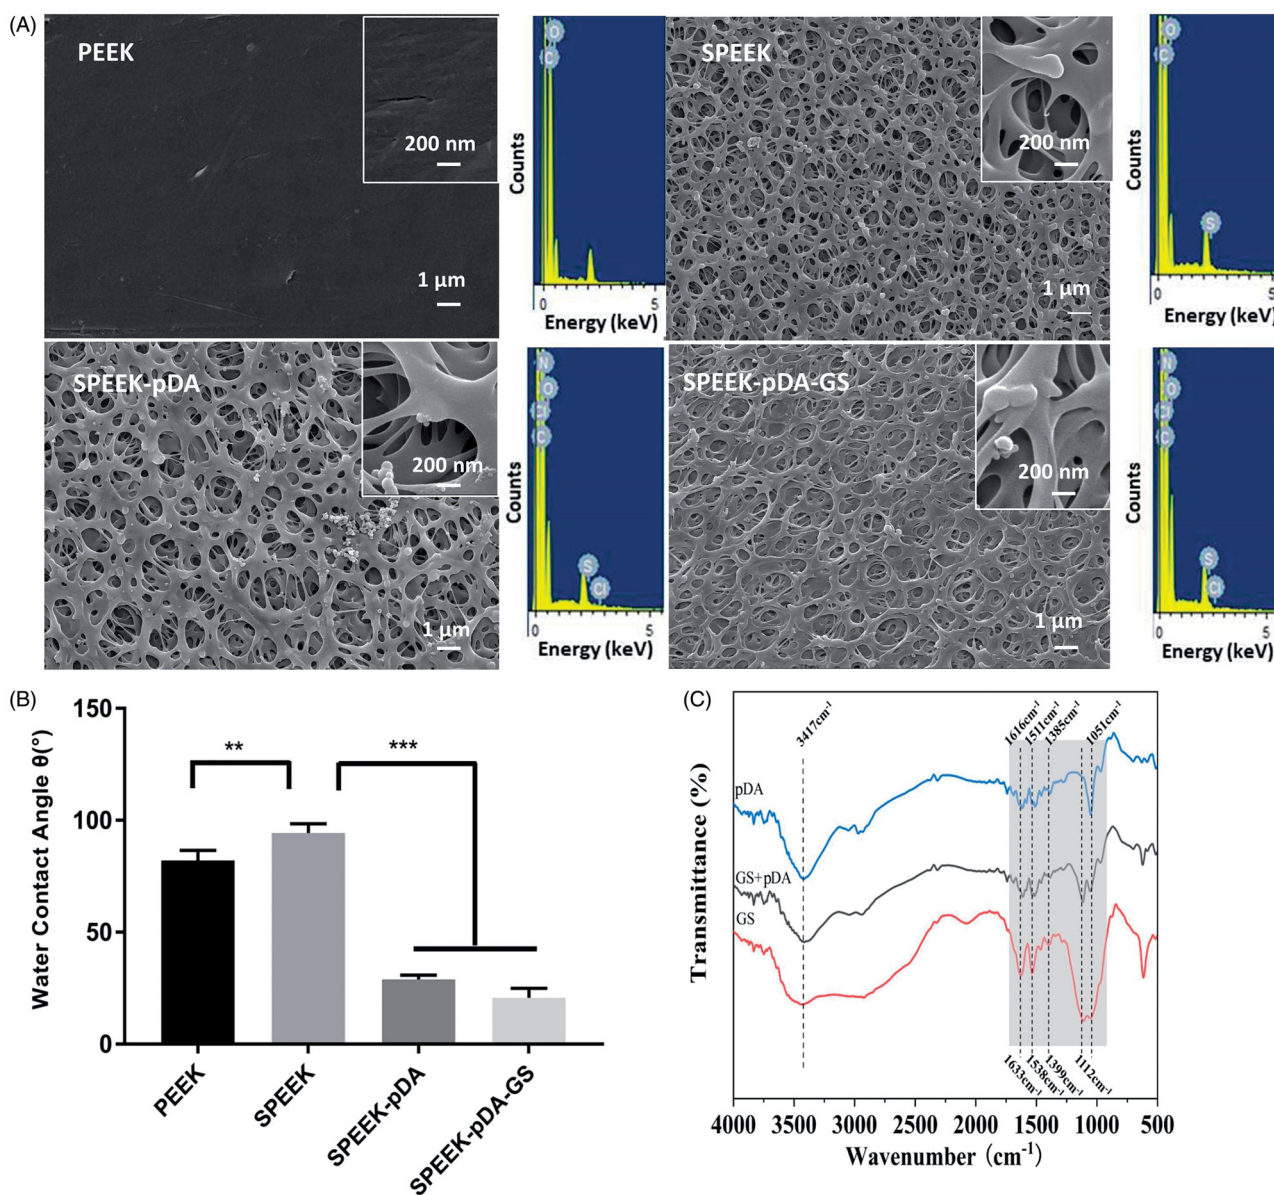 (A)
PEEK
200 nm
1 µm
O
C
Counts
0
5
Energy (keV)
SPEEK
200 nm
1 µm
O
C
S
Counts
0
5
Energy (keV)
SPEEK-pDA
200 nm
1 µm
N
O
Cl
C
S
Cl
Counts
0
5
Energy (keV)
SPEEK-pDA-GS
200 nm
1 µm
N
O
Cl
C
S
Cl
Counts
0
5
Energy (keV)
(B)
Water Contact Angle θ(°)
150
100
50
0
**
***
PEEK
SPEEK
SPEEK-pDA
SPEEK-pDA-GS
(C)
Transmittance (%)
3417cm-1
1616cm-1
1511cm-1
1385cm-1
1051cm-1
pDA
GS+pDA
GS
1633cm-1
1538cm-1
1399cm-1
1112cm-1
4000 3500 3000 2500 2000 1500 1000 500
Wavenumber (cm-1)